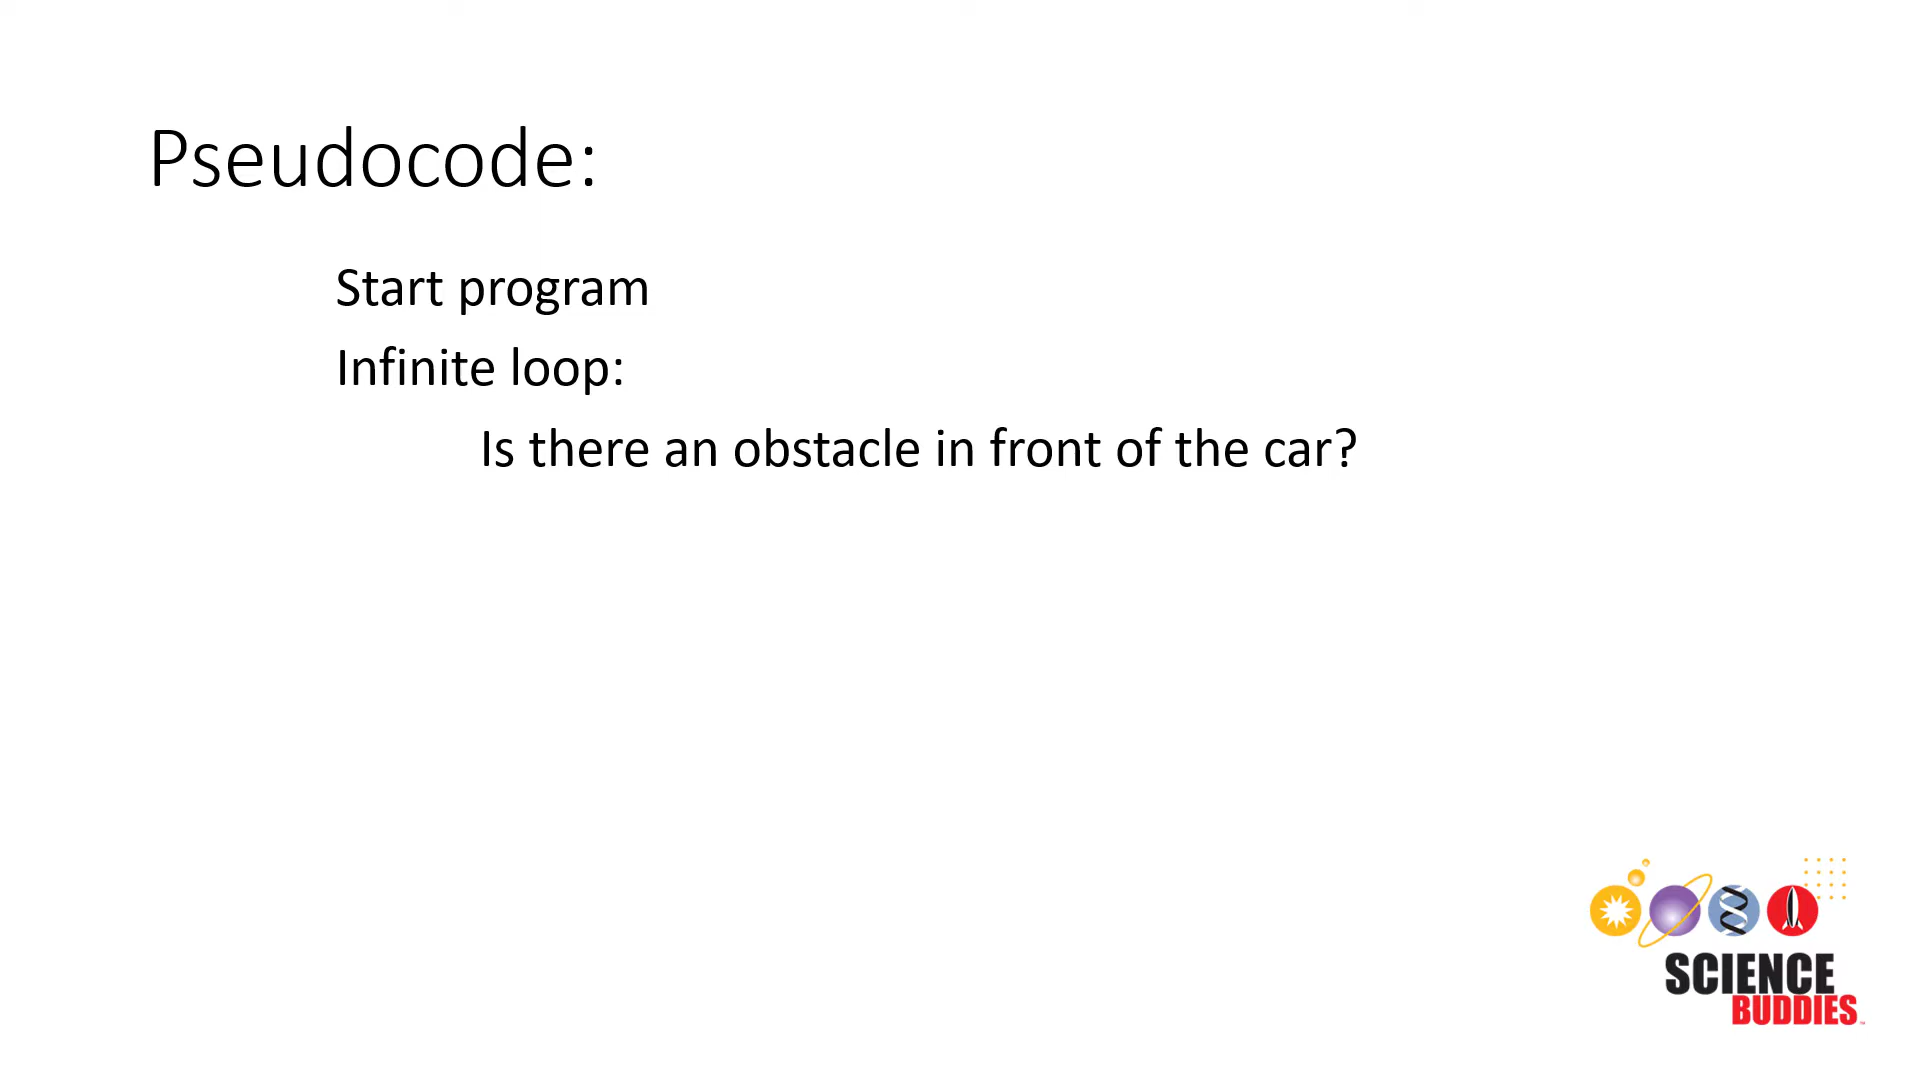 Pseudocode:
Start program
Infinite loop:
Is there an obstacle in front of the car?
SCIENCE
BUDDIES